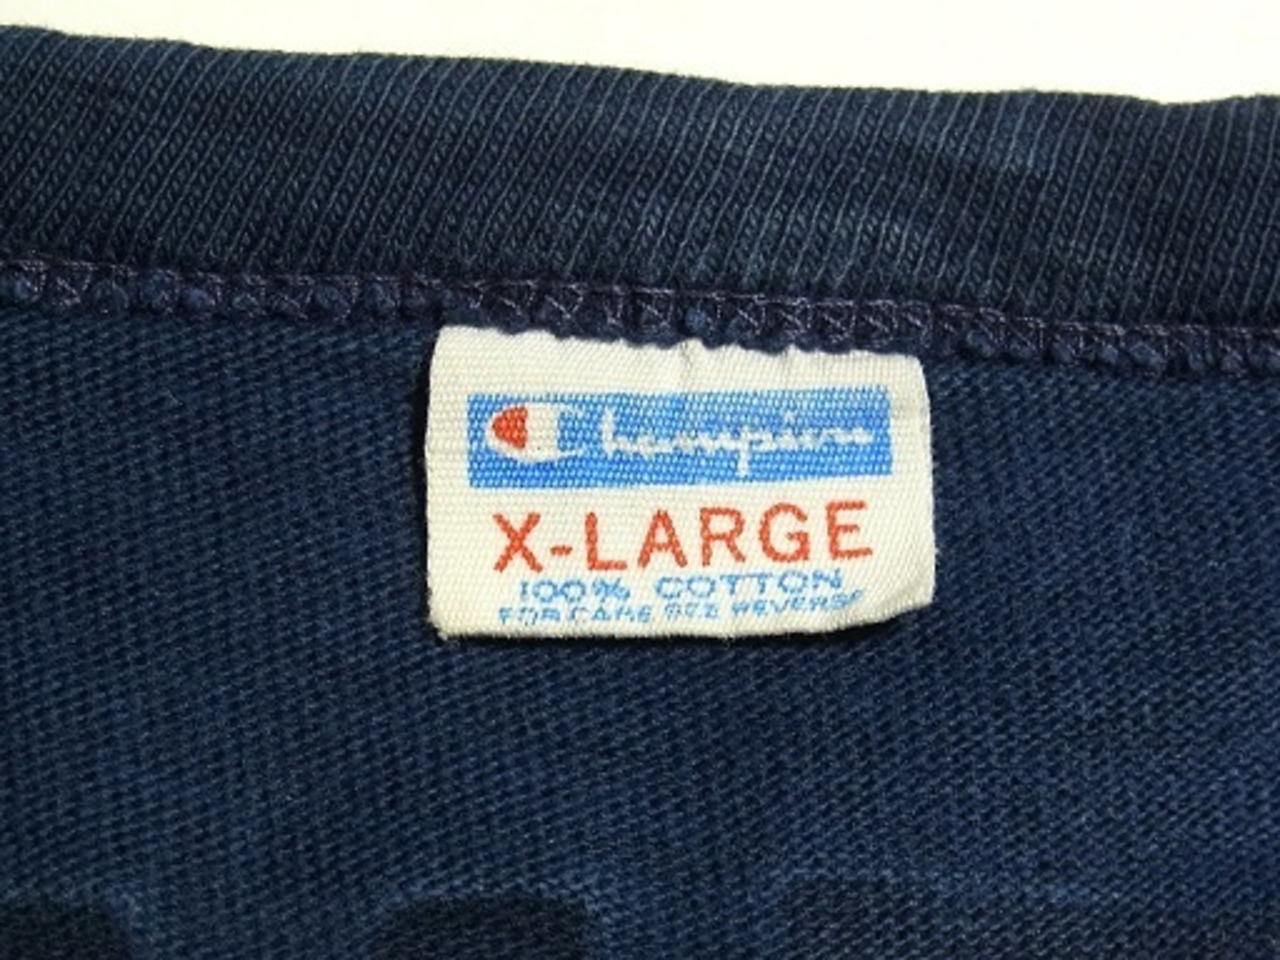 Champion
X-LARGE
100% COTTON
FOR CARE SEE REVERSE